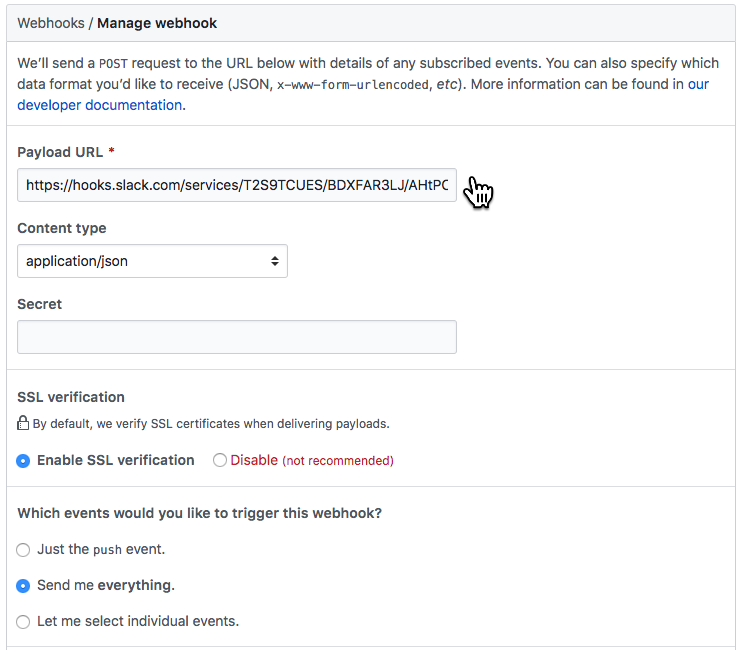 Webhooks / Manage webhook
We’ll send a POST request to the URL below with details of any subscribed events. You can also specify which
data format you’d like to receive (JSON, x-www-form-urlencoded, etc). More information can be found in our
developer documentation.
Payload URL *
https://hooks.slack.com/services/T2S9TCUES/BDXFAR3LJ/AHtPC
Content type
application/json
Secret
SSL verification
By default, we verify SSL certificates when delivering payloads.
Enable SSL verification Disable (not recommended)
Which events would you like to trigger this webhook?
Just the push event.
Send me everything.
Let me select individual events.